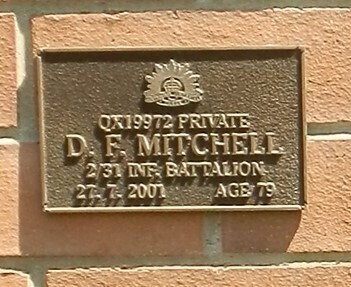 QX19972 PRIVATE
D. F. MITCHELL
2/31 INF. BATTALION
27. 7. 2001 AGE 79